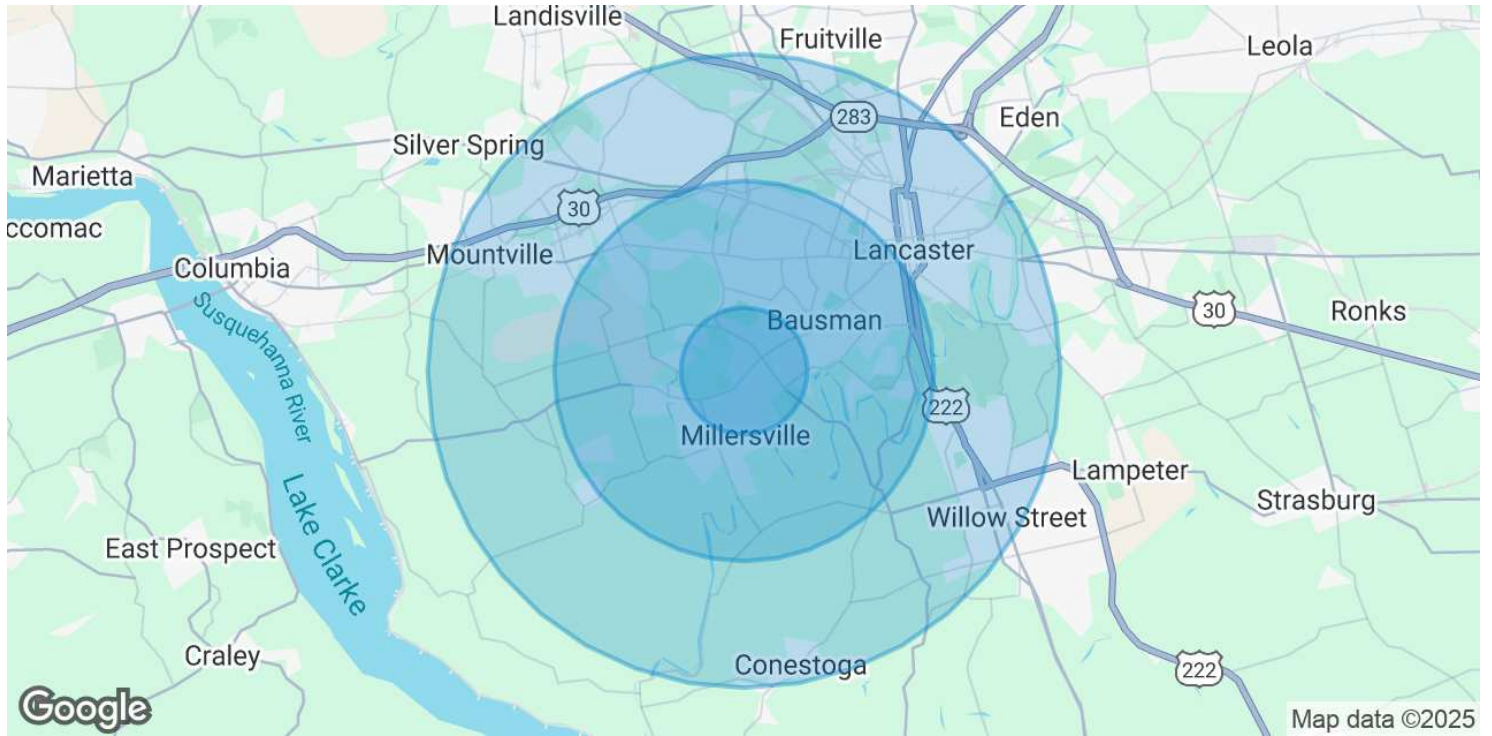 Landisville
Fruitville
Leola
283
Eden
Silver Spring
Marietta
30
ccomac
Mountville
Lancaster
Columbia
Susquehanna River
Bausman
30
Ronks
222
Millersville
Lampeter
Strasburg
Willow Street
Lake Clarke
East Prospect
Craley
Conestoga
222
Google
Map data ©2025